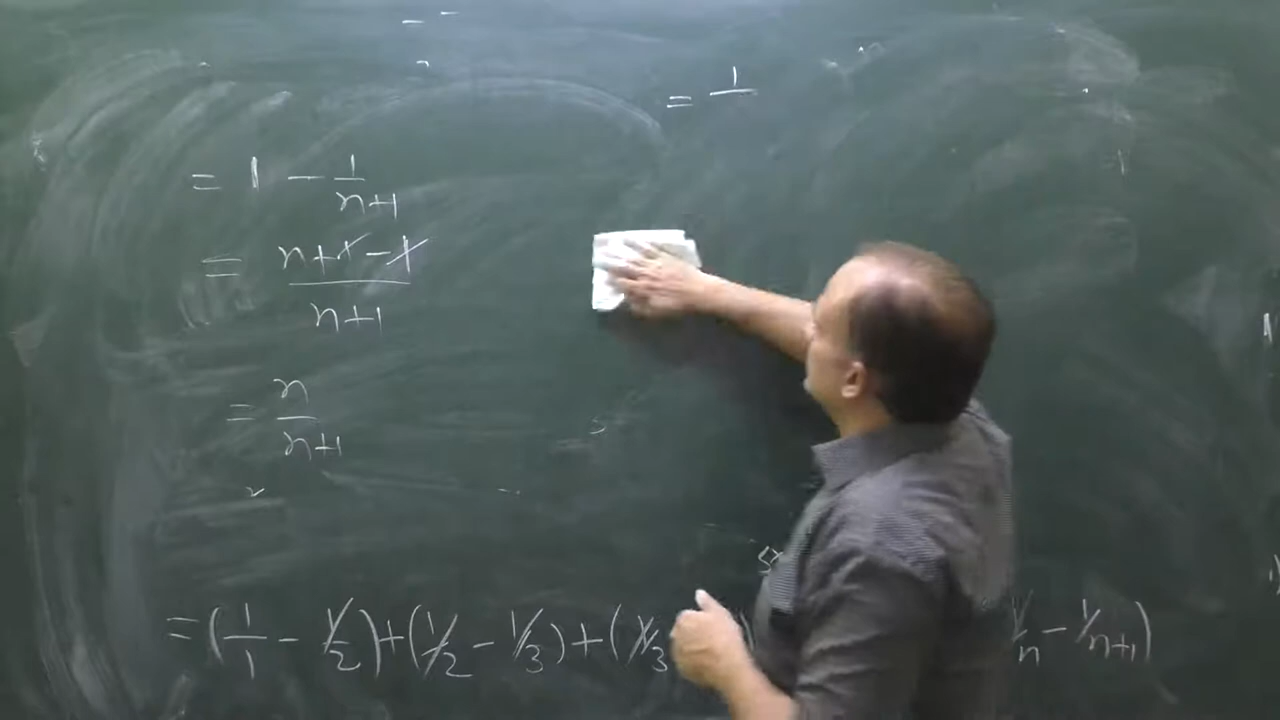 = 1/
= 1 - 1/(n+1)
= (n+1-1)/(n+1)
= n/(n+1)
= (1/1 - 1/2) + (1/2 - 1/3) + (1/3
1/n - 1/(n+1))